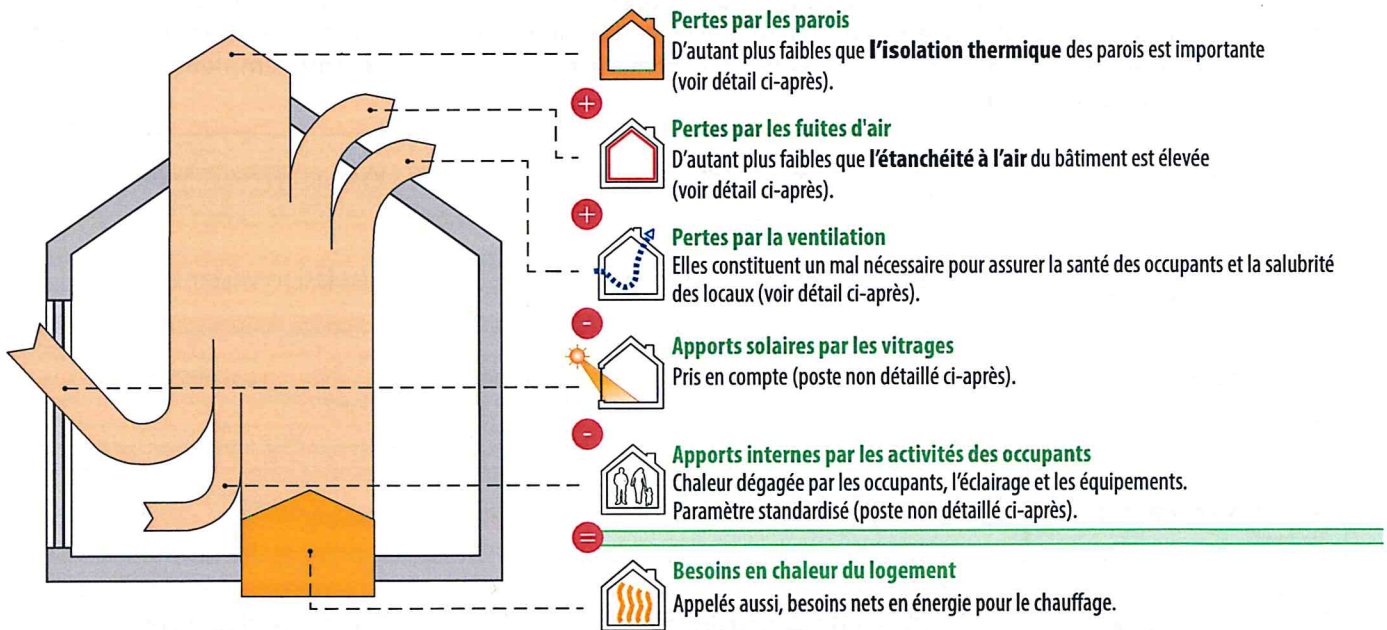 Pertes par les parois
D'autant plus faibles que l'isolation thermique des parois est importante
(voir détail ci-après).
+
Pertes par les fuites d'air
D'autant plus faibles que l'étanchéité à l'air du bâtiment est élevée
(voir détail ci-après).
+
Pertes par la ventilation
Elles constituent un mal nécessaire pour assurer la santé des occupants et la salubrité
des locaux (voir détail ci-après).
-
Apports solaires par les vitrages
Pris en compte (poste non détaillé ci-après).
-
Apports internes par les activités des occupants
Chaleur dégagée par les occupants, l'éclairage et les équipements.
Paramètre standardisé (poste non détaillé ci-après).
=
Besoins en chaleur du logement
Appelés aussi, besoins nets en énergie pour le chauffage.